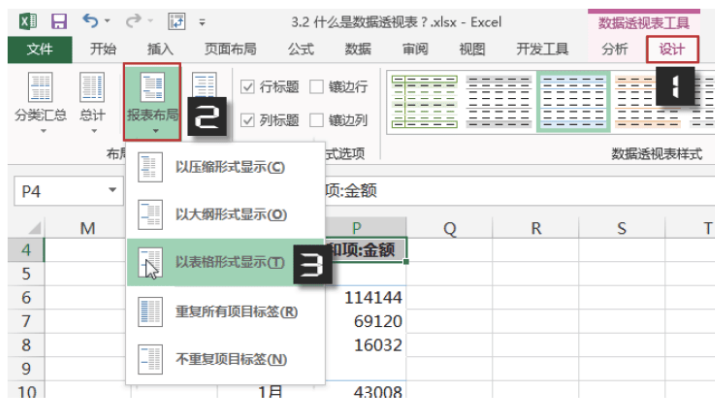 3.2 什么是数据透视表？.xlsx - Excel
数据透视表工具
文件 开始 插入 页面布局 公式 数据 审阅 视图 开发工具 分析 设计
1
分类汇总 总计 报表布局
2
行标题 镶边行
列标题 镶边列
式选项
数据透视表样式
以压缩形式显示(C)
以大纲形式显示(O)
以表格形式显示(T)
3
重复所有项目标签(R)
不重复项目标签(N)
P4
项:金额
M P Q R S T
4 和项:金额
5
6 114144
7 69120
8 16032
9
10 1月 43008